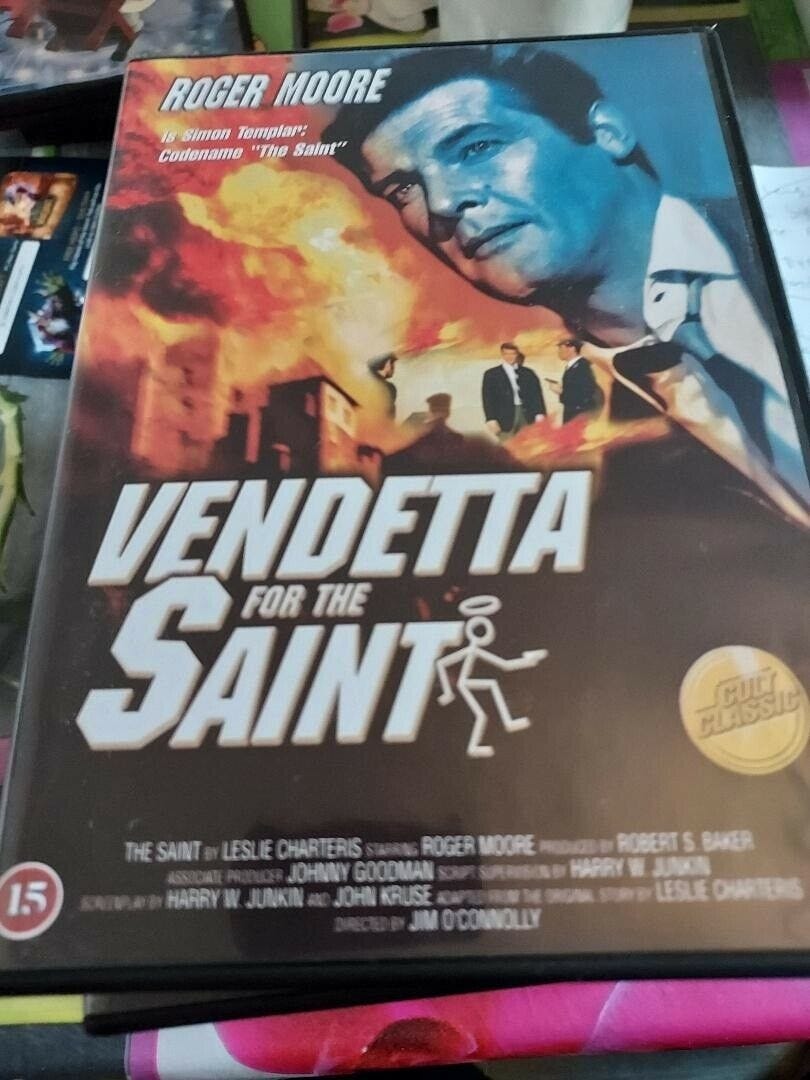 ROGER MOORE
is Simon Templar:
Codename "The Saint"
VENDETTA
FOR THE
SAINT
CULT
CLASSIC
THE SAINT BY LESLIE CHARTERIS STARRING ROGER MOORE PRODUCED BY ROBERT S. BAKER
ASSOCIATE PRODUCER JOHNNY GOODMAN SCRIPT SUPERVISION BY HARRY W. JUNKIN
SCREENPLAY BY HARRY W. JUNKIN AND JOHN KRUSE ADAPTED FROM THE ORIGINAL STORY BY LESLIE CHARTERIS
DIRECTED BY JIM O'CONNOLLY
15